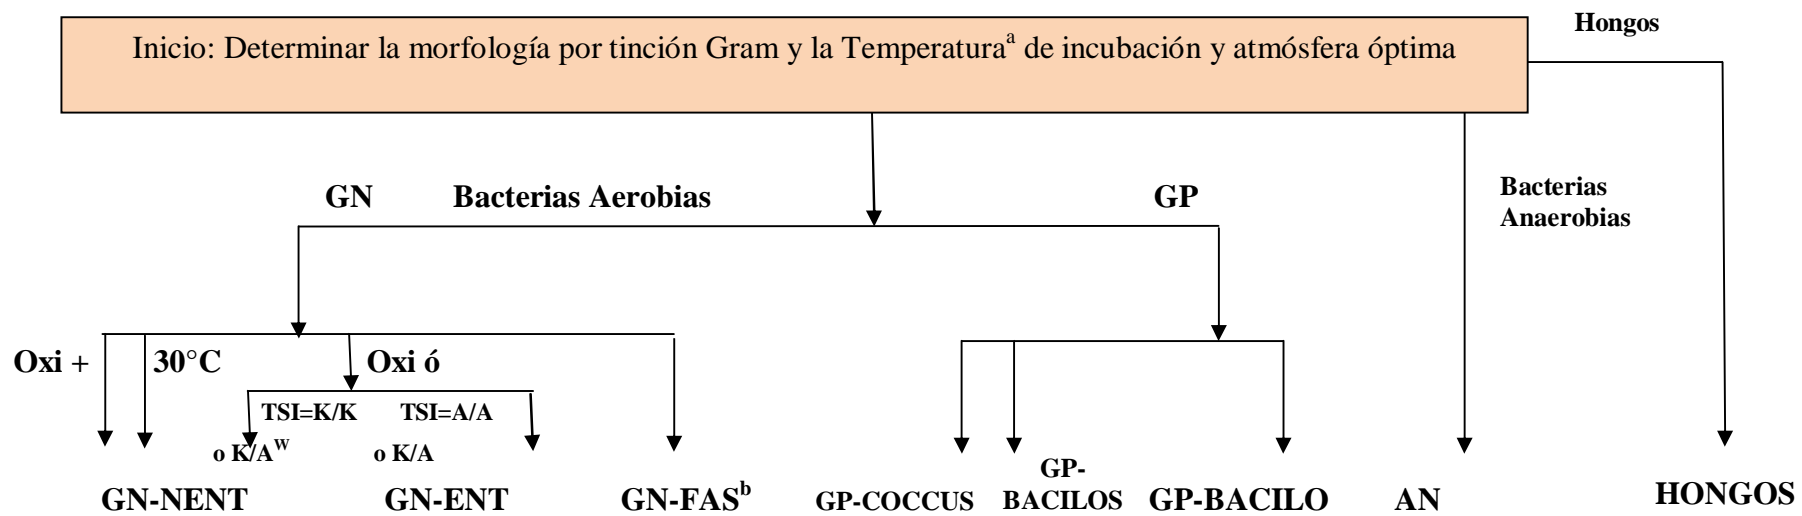 Hongos
Inicio: Determinar la morfología por tinción Gram y la Temperaturaᵃ de incubación y atmósfera óptima
GN Bacterias Aerobias GP
Bacterias
Anaerobias
Oxi + 30°C Oxi ó
TSI=K/K TSI=A/A
o K/Aᵂ o K/A
GN-NENT GN-ENT GN-FASᵇ GP-COCCUS
GP-
BACILOS
GP-BACILO AN HONGOS